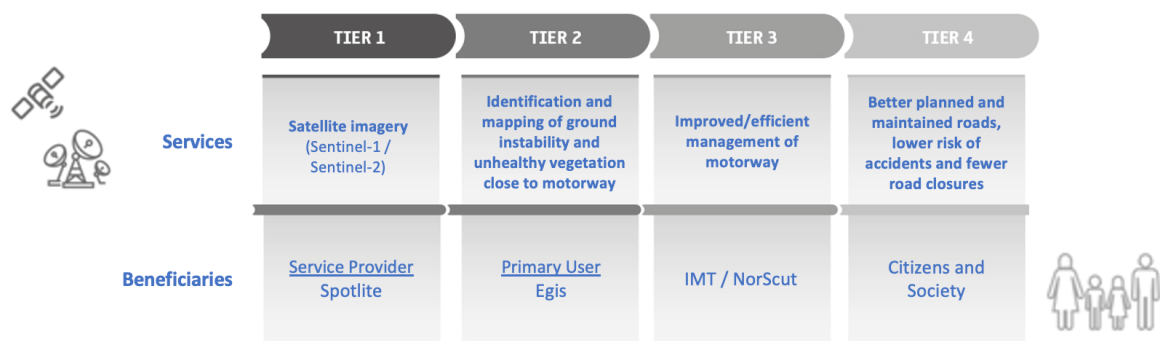 TIER 1
TIER 2
TIER 3
TIER 4
Services
Satellite imagery
(Sentinel-1 /
Sentinel-2)
Identification and
mapping of ground
instability and
unhealthy vegetation
close to motorway
Improved/efficient
management of
motorway
Better planned and
maintained roads,
lower risk of
accidents and fewer
road closures
Beneficiaries
Service Provider
Spotlite
Primary User
Egis
IMT / NorScut
Citizens and
Society